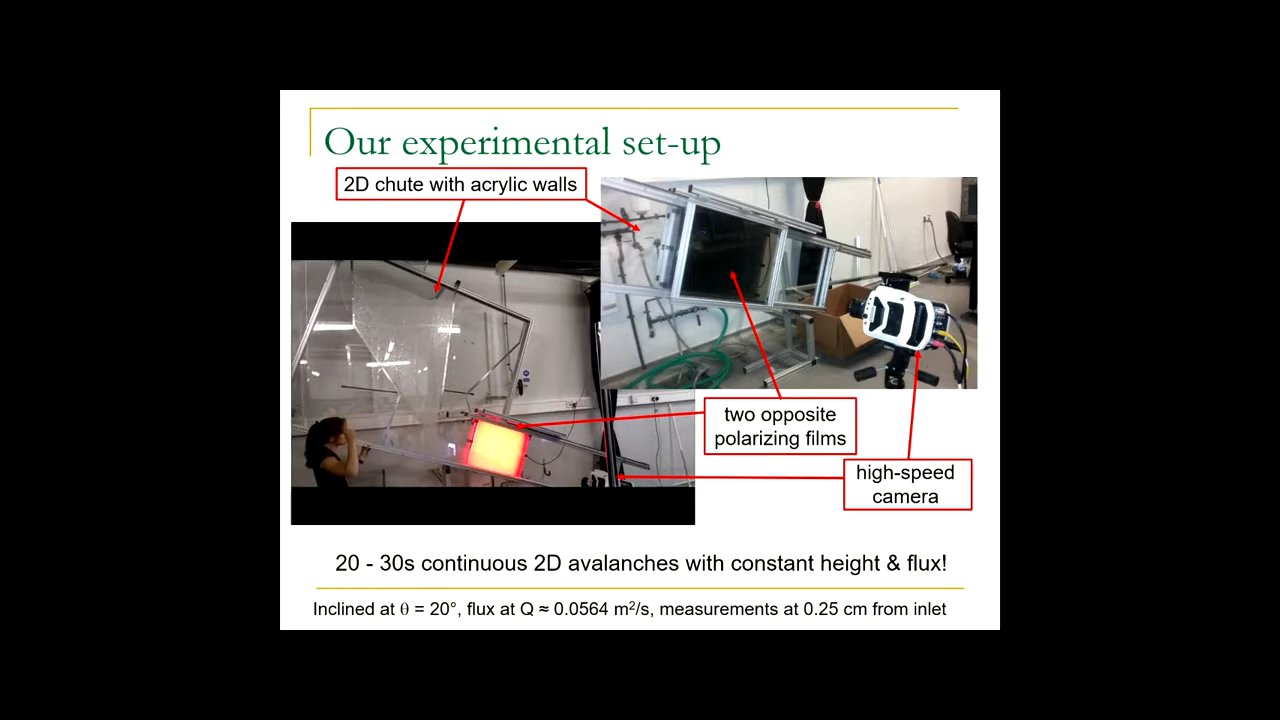 Our experimental set-up
2D chute with acrylic walls
two opposite
polarizing films
high-speed
camera
20 - 30s continuous 2D avalanches with constant height & flux!
Inclined at θ = 20°, flux at Q ≈ 0.0564 m²/s, measurements at 0.25 cm from inlet